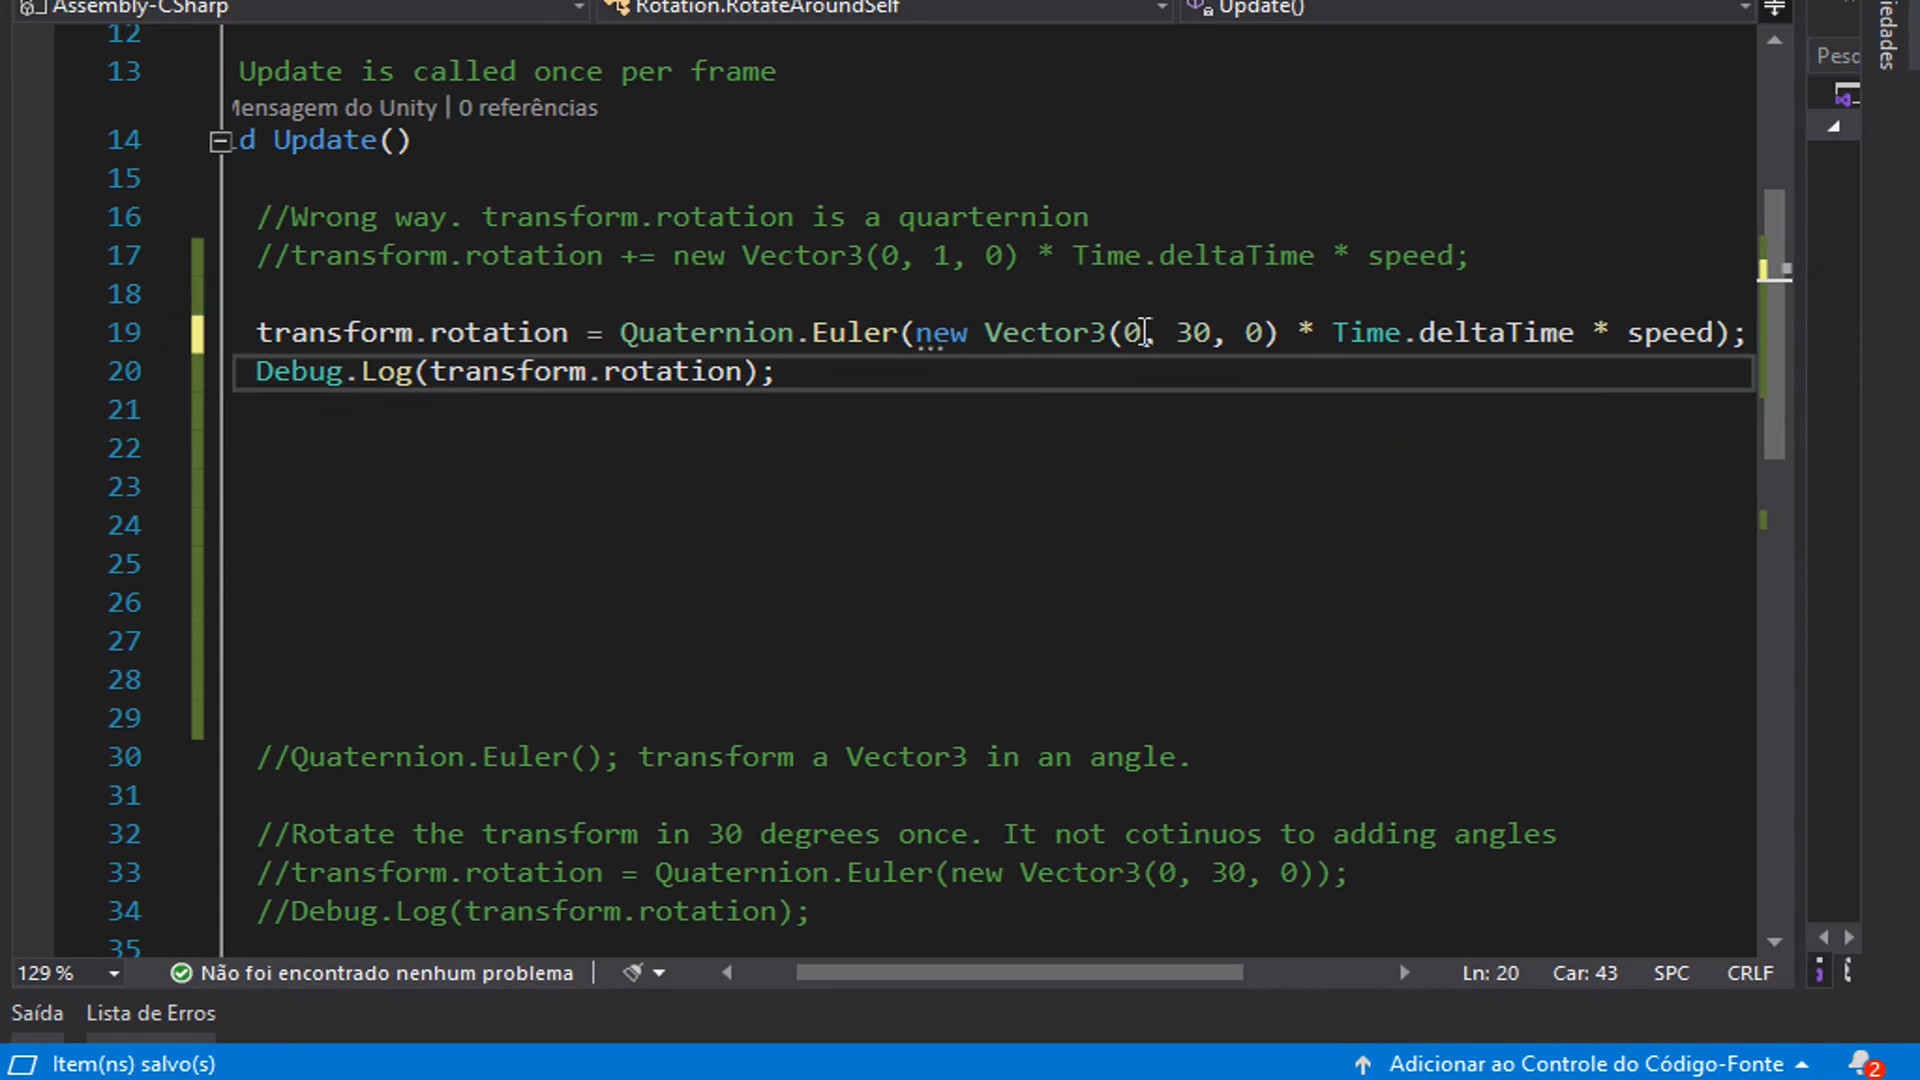 Assembly-CSharp
Rotation.RotateAroundSelf
Update()
12
13 Update is called once per frame
Mensagem do Unity | 0 referências
14 d Update()
15
16 //Wrong way. transform.rotation is a quarternion
17 //transform.rotation += new Vector3(0, 1, 0) * Time.deltaTime * speed;
18
19 transform.rotation = Quaternion.Euler(new Vector3(0, 30, 0) * Time.deltaTime * speed);
20 Debug.Log(transform.rotation);
21
22
23
24
25
26
27
28
29
30 //Quaternion.Euler(); transform a Vector3 in an angle.
31
32 //Rotate the transform in 30 degrees once. It not cotinuos to adding angles
33 //transform.rotation = Quaternion.Euler(new Vector3(0, 30, 0));
34 //Debug.Log(transform.rotation);
35
129 %
Não foi encontrado nenhum problema
Ln: 20
Car: 43
SPC
CRLF
Saída
Lista de Erros
Item(ns) salvo(s)
Adicionar ao Controle do Código-Fonte
2
Pesq
iedades